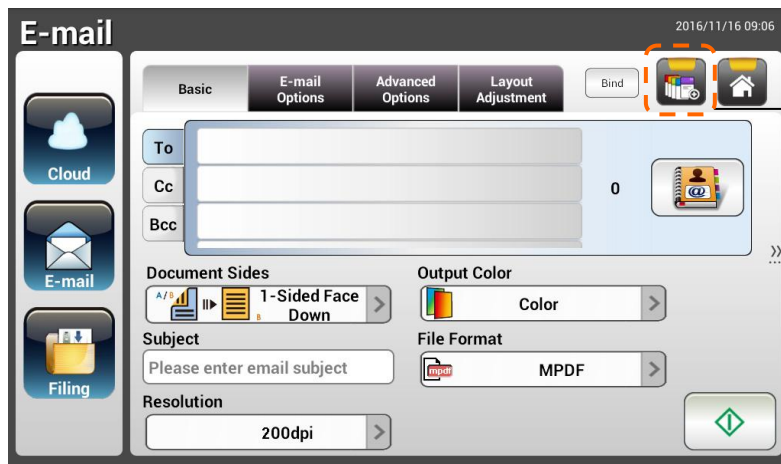 E-mail
2016/11/16 09:06
Basic
E-mail
Options
Advanced
Options
Layout
Adjustment
Bind
Cloud
E-mail
Filing
To
Cc
Bcc
0
@
Document Sides
A/B
B
1-Sided Face
Down
Output Color
Color
Subject
Please enter email subject
File Format
mpdf
MPDF
Resolution
200dpi